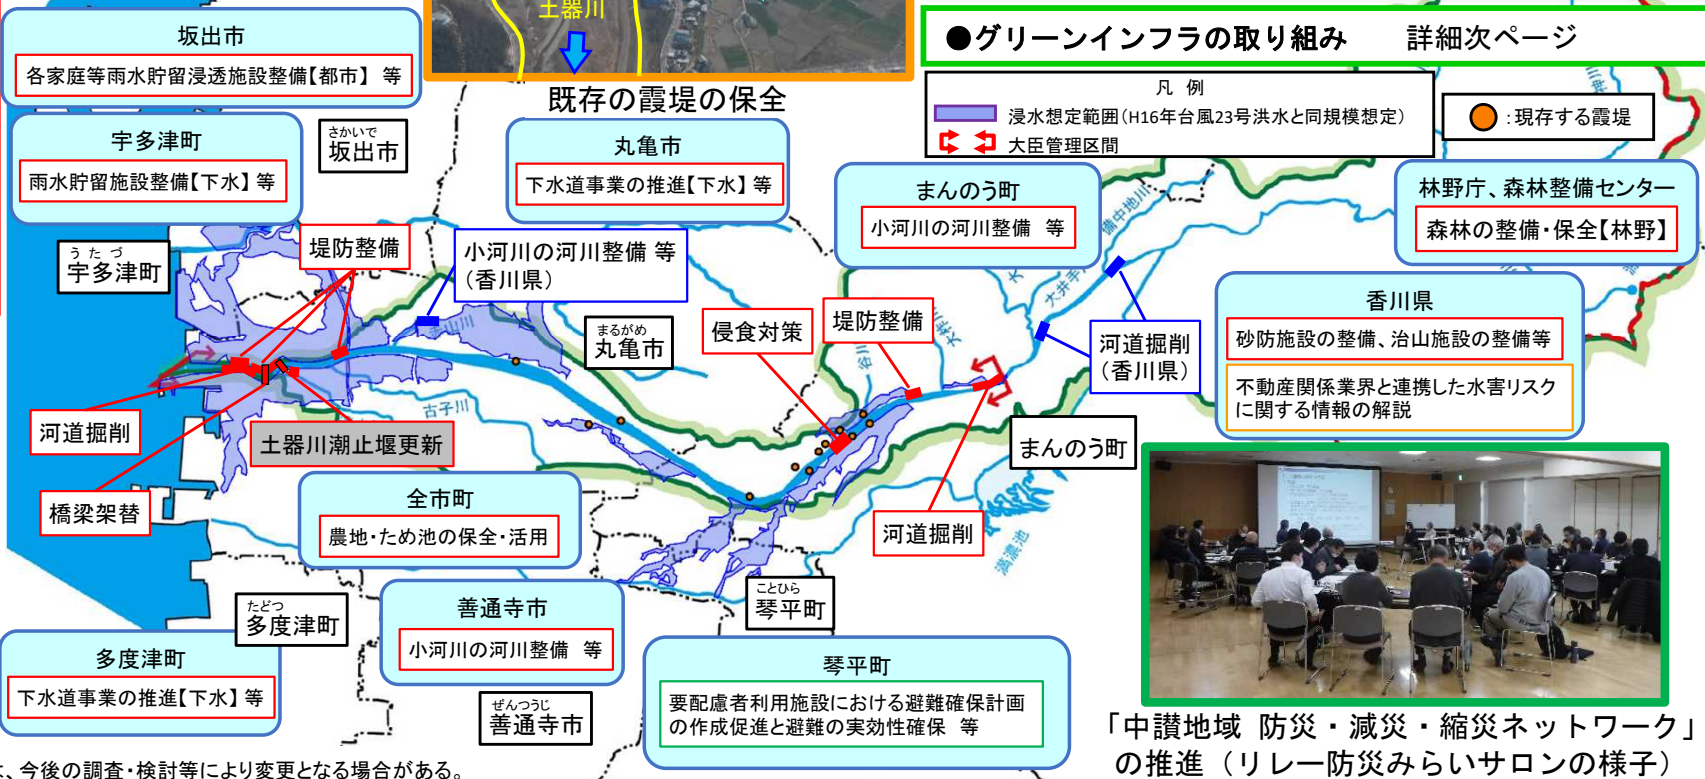 土器川
●グリーンインフラの取り組み　詳細次ページ
坂出市
各家庭等雨水貯留浸透施設整備【都市】 等
既存の霞堤の保全
凡 例
浸水想定範囲(H16年台風23号洪水と同規模想定)
大臣管理区間
：現存する霞堤
宇多津町
雨水貯留施設整備【下水】 等
さかいで
坂出市
丸亀市
下水道事業の推進【下水】 等
まんのう町
小河川の河川整備 等
林野庁、森林整備センター
森林の整備・保全【林野】
うたづ
宇多津町
堤防整備
小河川の河川整備 等
（香川県）
備中地川
大井手川
香川県
砂防施設の整備、治山施設の整備等
不動産関係業界と連携した水害リスク
に関する情報の解説
まるがめ
丸亀市
侵食対策
堤防整備
河道掘削
（香川県）
河道掘削
古子川
土器川潮止堰更新
まんのう町
橋梁架替
全市町
農地・ため池の保全・活用
河道掘削
満濃池
たどつ
多度津町
善通寺市
小河川の河川整備 等
ことひら
琴平町
多度津町
下水道事業の推進【下水】 等
ぜんつうじ
善通寺市
琴平町
要配慮者利用施設における避難確保計画
の作成促進と避難の実効性確保 等
「中讃地域 防災・減災・縮災ネットワーク」
の推進（リレー防災みらいサロンの様子）
、今後の調査・検討等により変更となる場合がある。